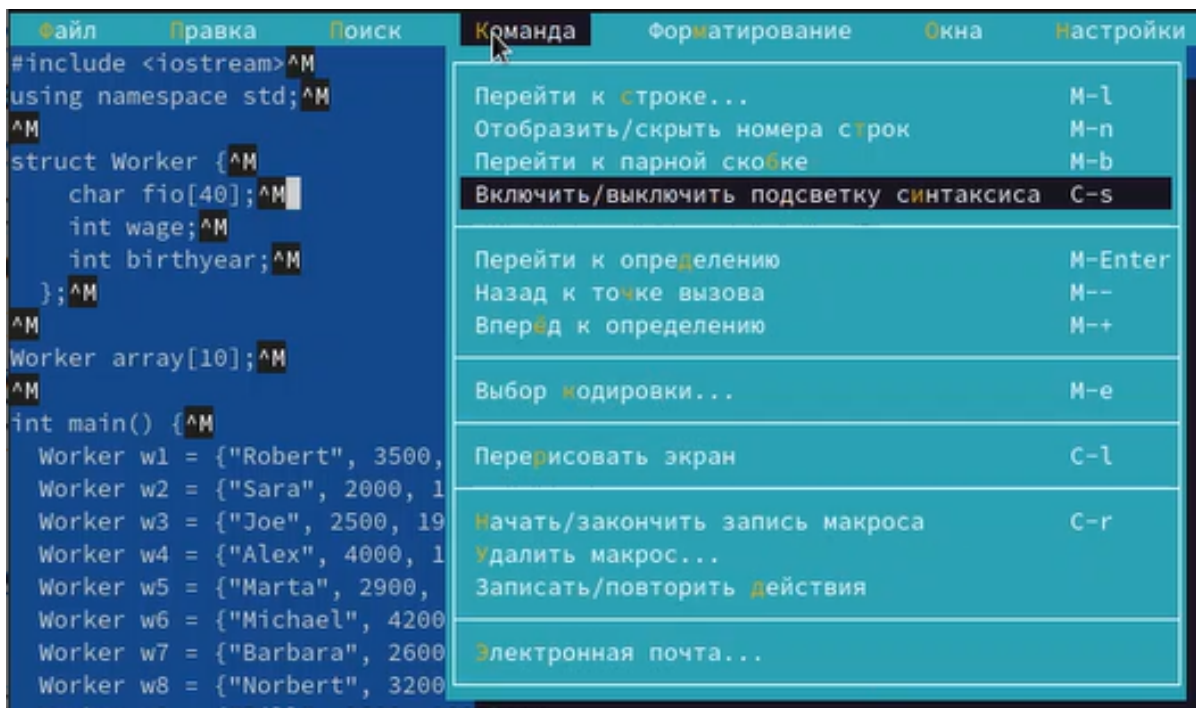 Файл Правка Поиск Команда Форматирование Окна Настройки
#include <iostream>^M
using namespace std;^M
^M
struct Worker {^M
char fio[40];^M
int wage;^M
int birthyear;^M
};^M
^M
Worker array[10];^M
^M
int main() {^M
Worker w1 = {"Robert", 3500,
Worker w2 = {"Sara", 2000, 1
Worker w3 = {"Joe", 2500, 19
Worker w4 = {"Alex", 4000, 1
Worker w5 = {"Marta", 2900,
Worker w6 = {"Michael", 4200
Worker w7 = {"Barbara", 2600
Worker w8 = {"Norbert", 3200
Перейти к строке... M-l
Отобразить/скрыть номера строк M-n
Перейти к парной скобке M-b
Включить/выключить подсветку синтаксиса C-s
Перейти к определению M-Enter
Назад к точке вызова M--
Вперёд к определению M-+
Выбор кодировки... M-e
Перерисовать экран C-l
Начать/закончить запись макроса C-r
Удалить макрос...
Записать/повторить действия
Электронная почта...